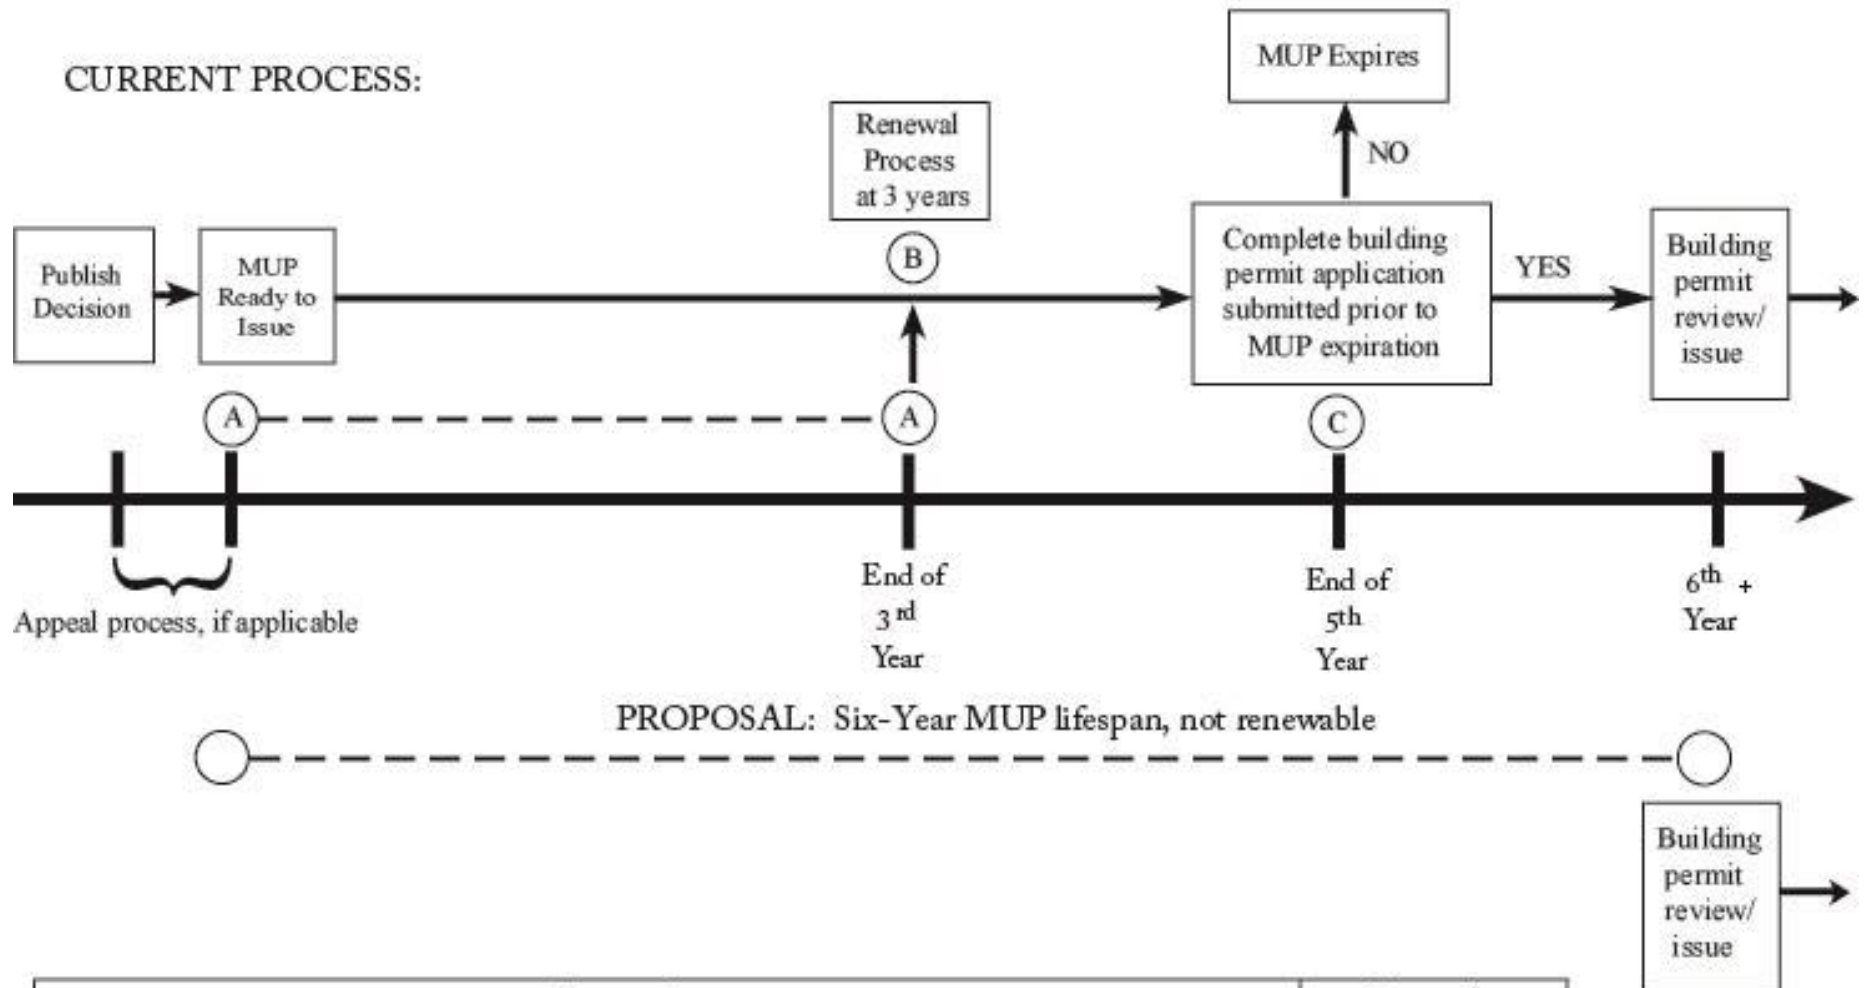 CURRENT PROCESS:
MUP Expires
NO
Renewal
Process
at 3 years
B
Publish
Decision
MUP
Ready to
Issue
Complete building
permit application
submitted prior to
MUP expiration
YES
Building
permit
review/
issue
A
A
C
Appeal process, if applicable
End of
3rd
Year
End of
5th
Year
6th +
Year
PROPOSAL: Six-Year MUP lifespan, not renewable
Building
permit
review/
issue